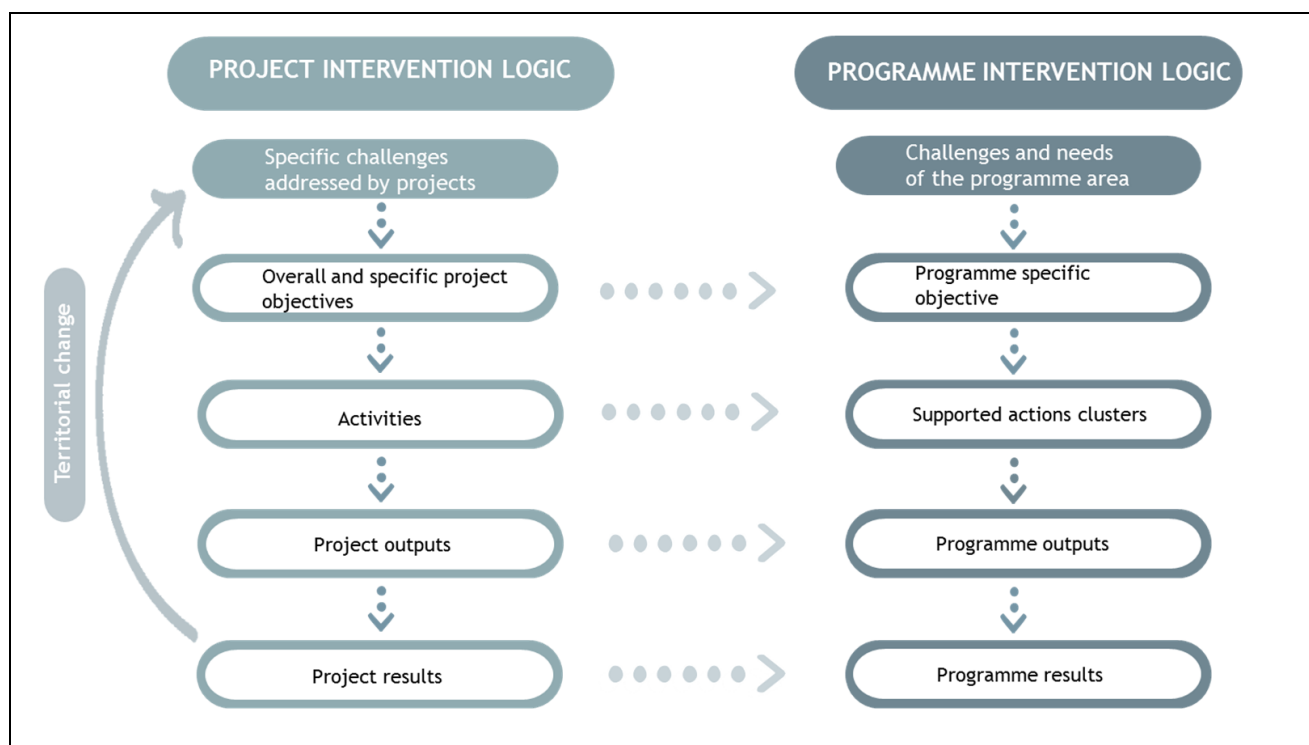 PROJECT INTERVENTION LOGIC
PROGRAMME INTERVENTION LOGIC
Specific challenges
addressed by projects
Challenges and needs
of the programme area
Overall and specific project
objectives
Programme specific
objective
Territorial change
Activities
Supported actions clusters
Project outputs
Programme outputs
Project results
Programme results